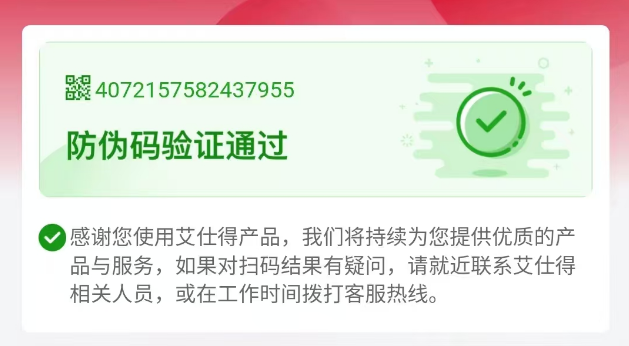 4072157582437955
防伪码验证通过
感谢您使用艾仕得产品，我们将持续为您提供优质的产
品与服务，如果对扫码结果有疑问，请就近联系艾仕得
相关人员，或在工作时间拨打客服热线。